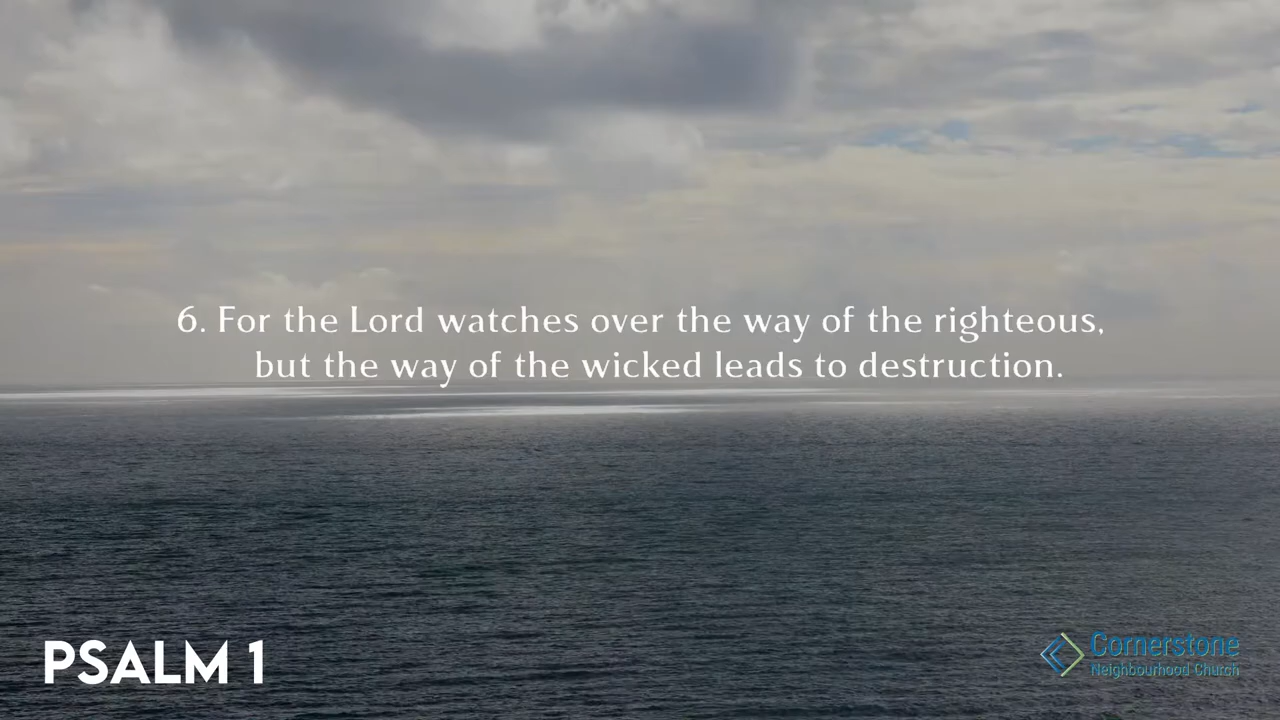 6. For the Lord watches over the way of the righteous,
but the way of the wicked leads to destruction.
PSALM 1
Cornerstone
Neighbourhood Church